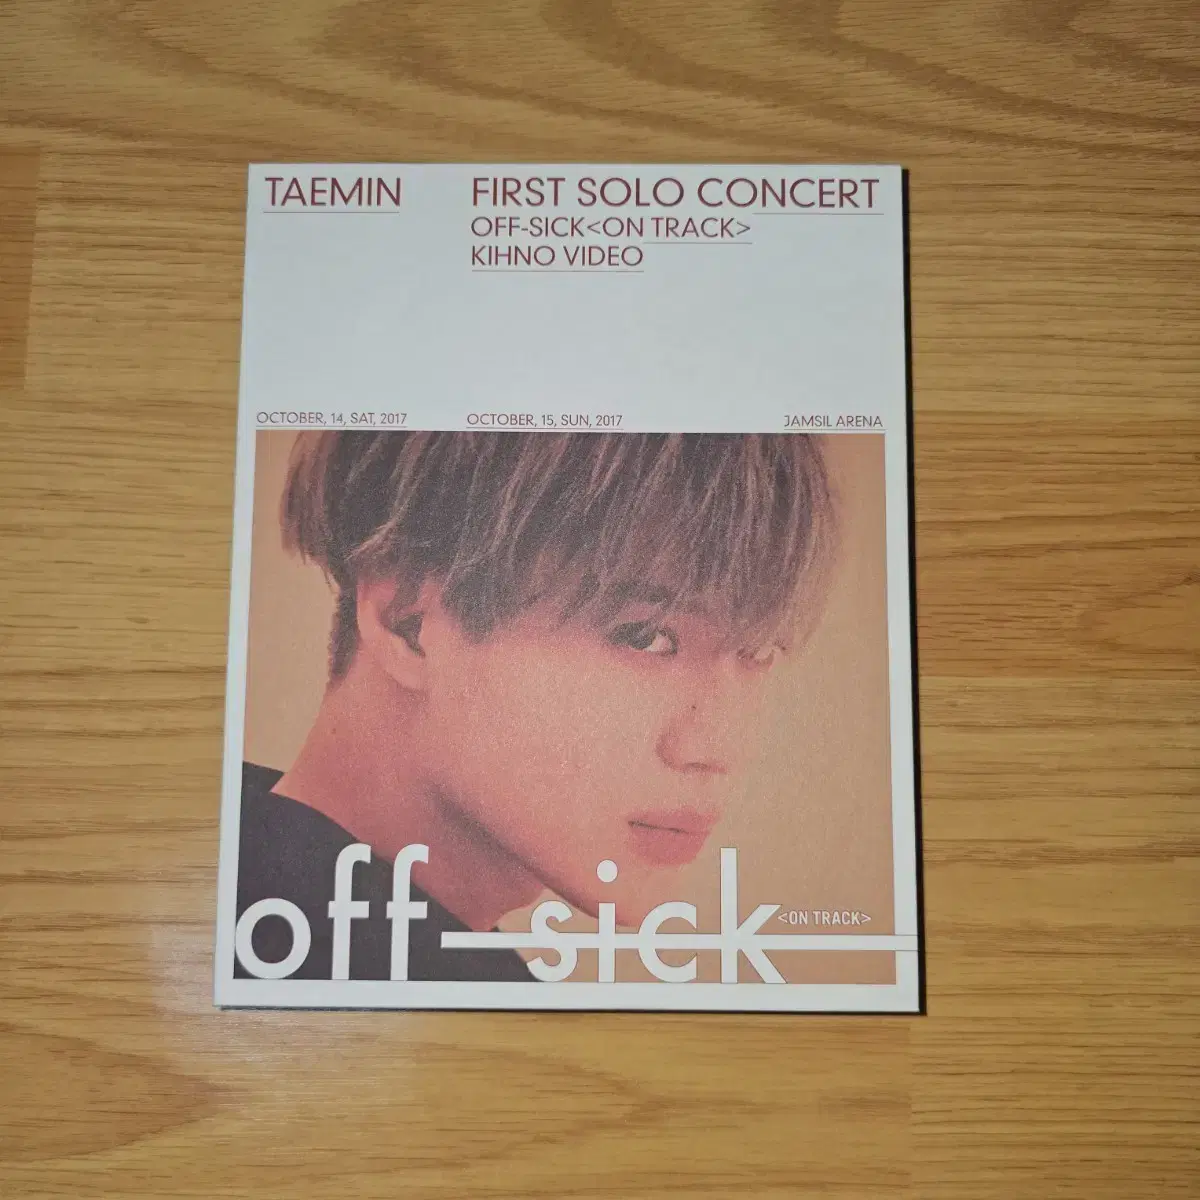 TAEMIN
FIRST SOLO CONCERT
OFF-SICK<ON TRACK>
KIHNO VIDEO
OCTOBER, 14, SAT, 2017
OCTOBER, 15, SUN, 2017
JAMSIL ARENA
off-sick <ON TRACK>